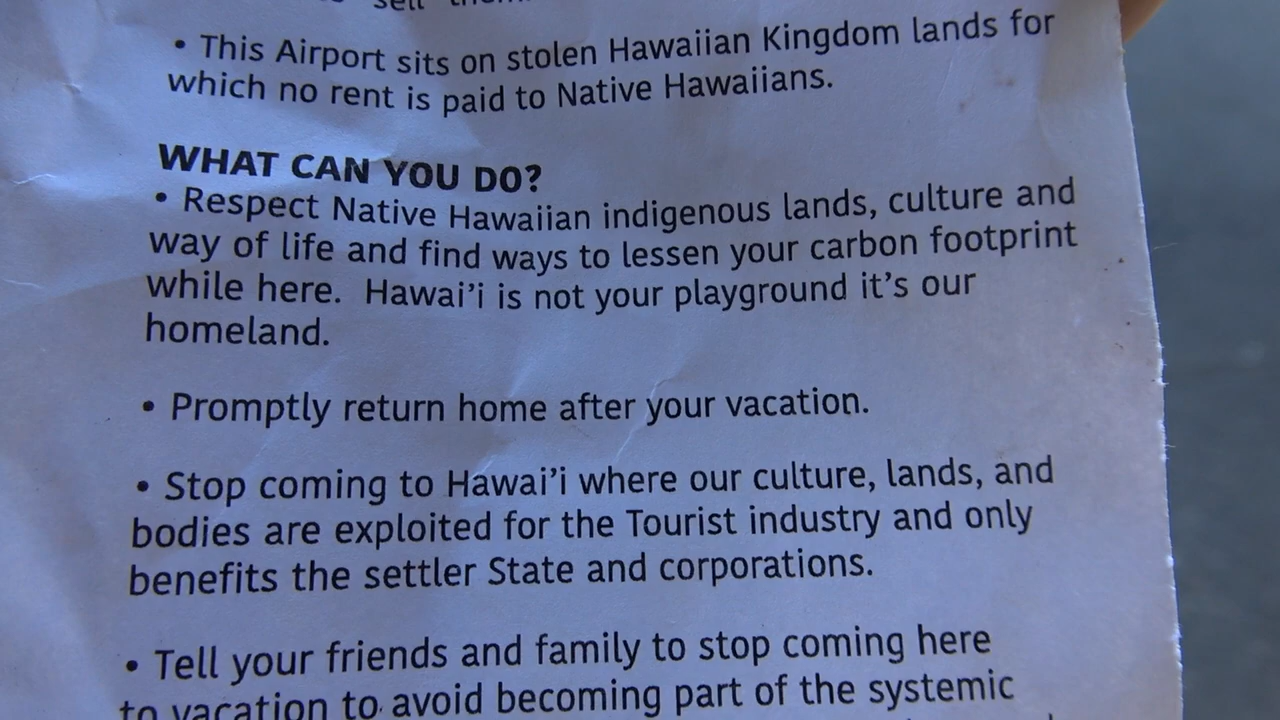 sell them.
• This Airport sits on stolen Hawaiian Kingdom lands for
which no rent is paid to Native Hawaiians.
WHAT CAN YOU DO?
• Respect Native Hawaiian indigenous lands, culture and
way of life and find ways to lessen your carbon footprint
while here. Hawai'i is not your playground it's our
homeland.
• Promptly return home after your vacation.
• Stop coming to Hawai'i where our culture, lands, and
bodies are exploited for the Tourist industry and only
benefits the settler State and corporations.
• Tell your friends and family to stop coming here
to vacation to avoid becoming part of the systemic